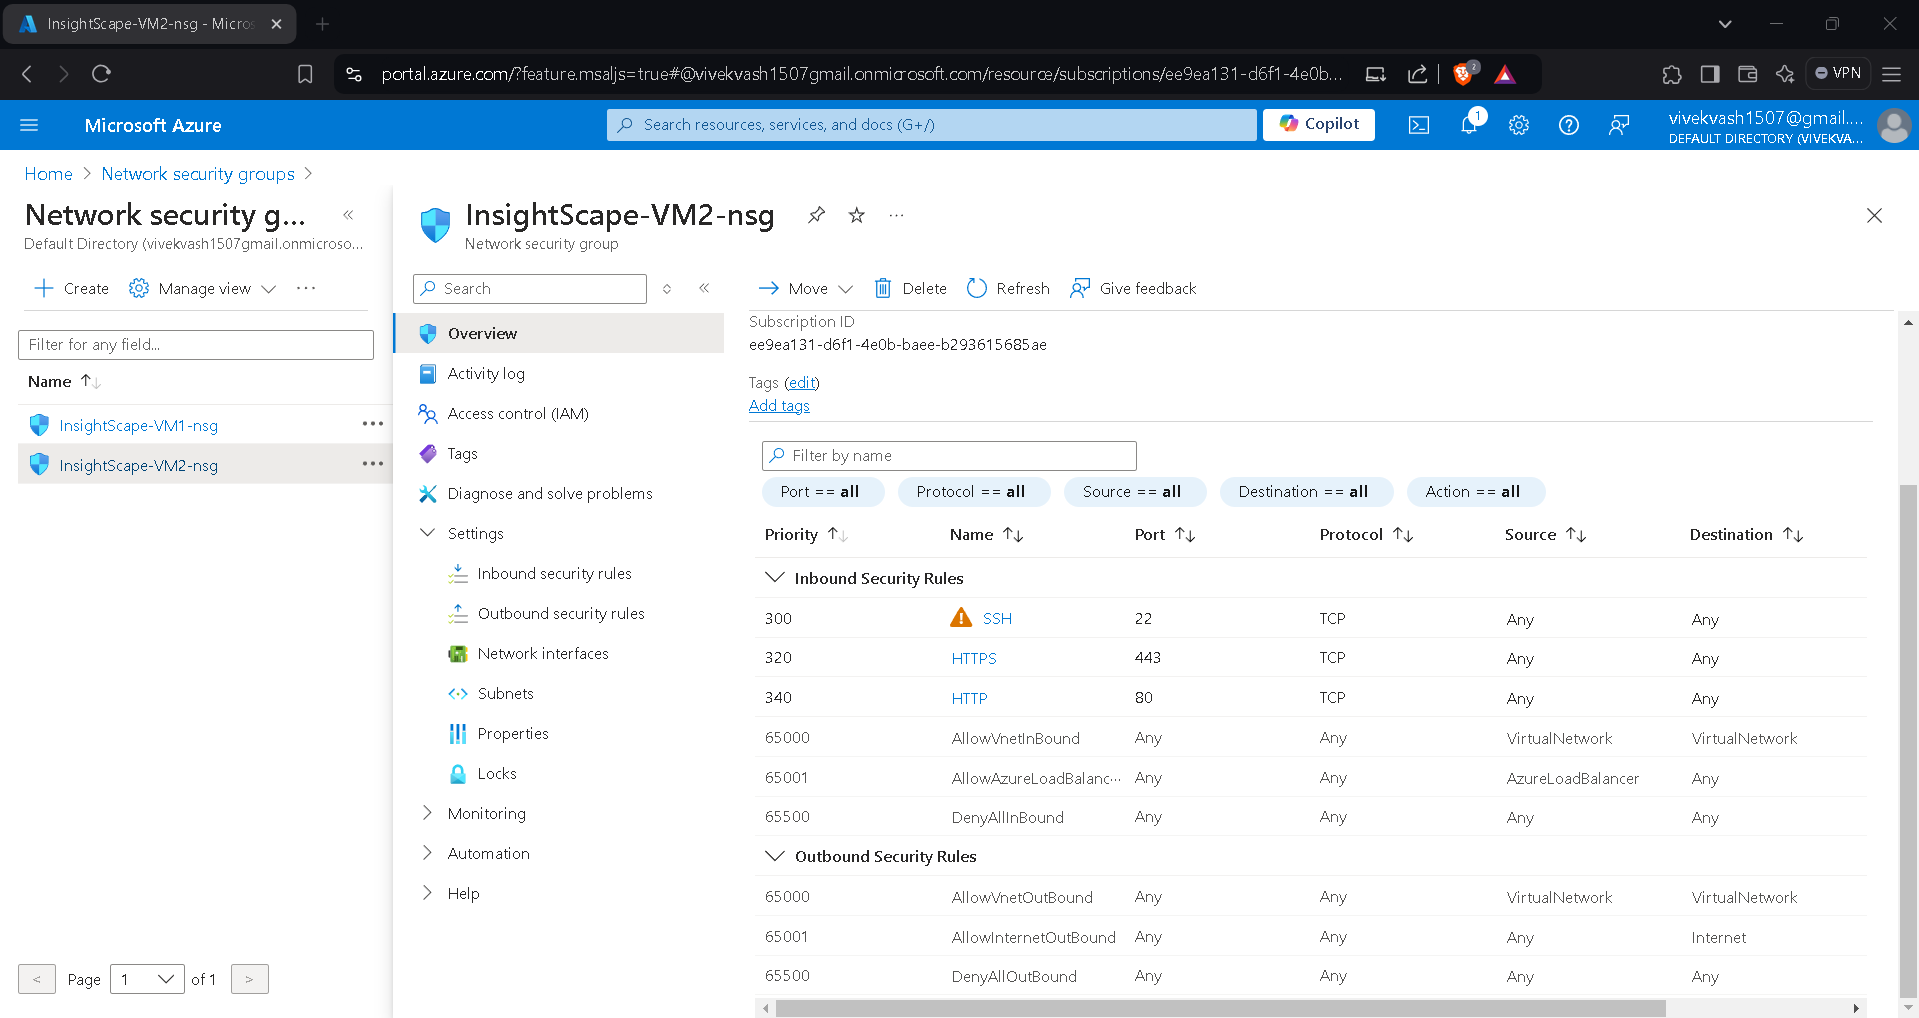 InsightScape-VM2-nsg - Micros
portal.azure.com/?feature.msaljs=true#@vivekvash1507gmail.onmicrosoft.com/resource/subscriptions/ee9ea131-d6f1-4e0b...
2
VPN
Microsoft Azure
Search resources, services, and docs (G+/)
Copilot
1
vivekvash1507@gmail....
DEFAULT DIRECTORY (VIVEKVA...
Home > Network security groups >
Network security g...
Default Directory (vivekvash1507gmail.onmicroso...
Create
Manage view
Filter for any field...
Name
InsightScape-VM1-nsg
InsightScape-VM2-nsg
< Page 1 of 1 >
InsightScape-VM2-nsg
Network security group
Search
Overview
Activity log
Access control (IAM)
Tags
Diagnose and solve problems
Settings
Inbound security rules
Outbound security rules
Network interfaces
Subnets
Properties
Locks
Monitoring
Automation
Help
Move Delete Refresh Give feedback
Subscription ID
ee9ea131-d6f1-4e0b-baee-b293615685ae
Tags (edit)
Add tags
Filter by name
Port == all Protocol == all Source == all Destination == all Action == all
Priority Name Port Protocol Source Destination
Inbound Security Rules
300 SSH 22 TCP Any Any
320 HTTPS 443 TCP Any Any
340 HTTP 80 TCP Any Any
65000 AllowVnetInBound Any Any VirtualNetwork VirtualNetwork
65001 AllowAzureLoadBalanc... Any Any AzureLoadBalancer Any
65500 DenyAllInBound Any Any Any Any
Outbound Security Rules
65000 AllowVnetOutBound Any Any VirtualNetwork VirtualNetwork
65001 AllowInternetOutBound Any Any Any Internet
65500 DenyAllOutBound Any Any Any Any